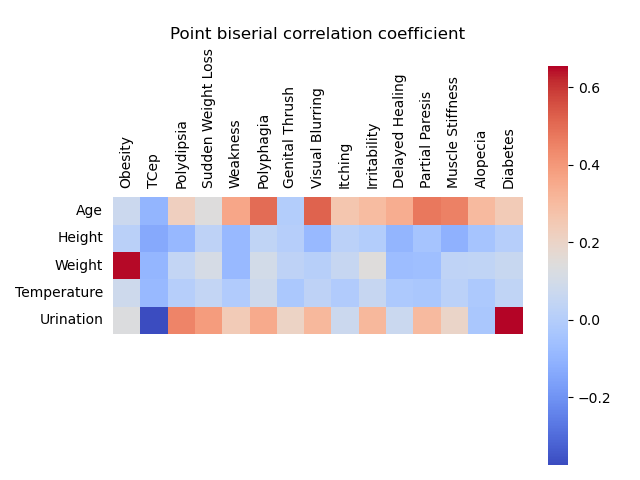 Point biserial correlation coefficient
Obesity
TCep
Polydipsia
Sudden Weight Loss
Weakness
Polyphagia
Genital Thrush
Visual Blurring
Itching
Irritability
Delayed Healing
Partial Paresis
Muscle Stiffness
Alopecia
Diabetes
Age
Height
Weight
Temperature
Urination
0.6
0.4
0.2
0.0
−0.2